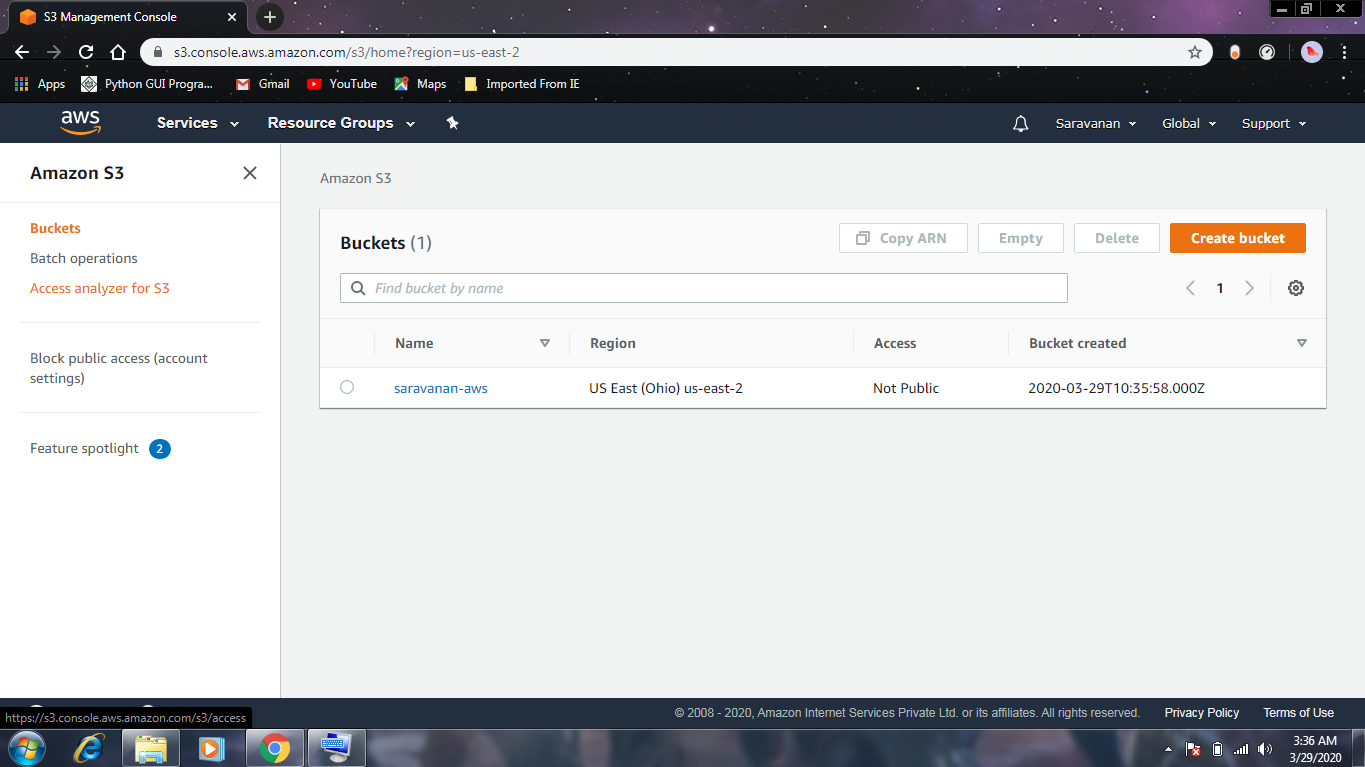 S3 Management Console
s3.console.aws.amazon.com/s3/home?region=us-east-2
Apps Python GUI Progra... Gmail YouTube Maps Imported From IE
aws Services Resource Groups Saravanan Global Support
Amazon S3
Buckets
Batch operations
Access analyzer for S3
Block public access (account
settings)
Feature spotlight 2
Amazon S3
Buckets (1) Copy ARN Empty Delete Create bucket
Find bucket by name 1
Name Region Access Bucket created
saravanan-aws US East (Ohio) us-east-2 Not Public 2020-03-29T10:35:58.000Z
© 2008 - 2020, Amazon Internet Services Private Ltd. or its affiliates. All rights reserved. Privacy Policy Terms of Use
https://s3.console.aws.amazon.com/s3/access
3:36 AM
3/29/2020